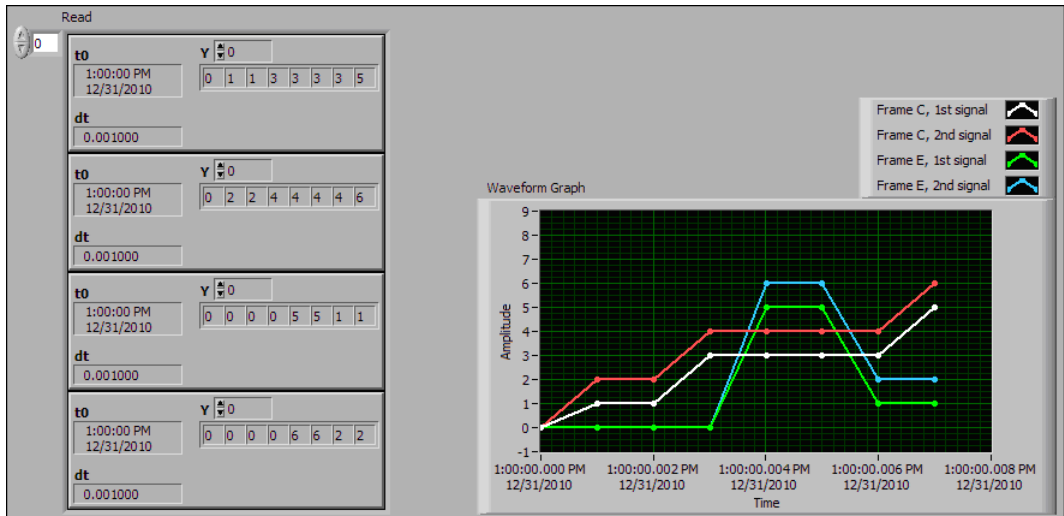 Read
0
t0
Y 0
1:00:00 PM
12/31/2010
0 1 1 3 3 3 3 5
dt
0.001000
t0
Y 0
1:00:00 PM
12/31/2010
0 2 2 4 4 4 4 6
dt
0.001000
t0
Y 0
1:00:00 PM
12/31/2010
0 0 0 0 5 5 1 1
dt
0.001000
t0
Y 0
1:00:00 PM
12/31/2010
0 0 0 0 6 6 2 2
dt
0.001000
Frame C, 1st signal
Frame C, 2nd signal
Frame E, 1st signal
Frame E, 2nd signal
Waveform Graph
Amplitude
9
8
7
6
5
4
3
2
1
0
-1
1:00:00.000 PM 1:00:00.002 PM 1:00:00.004 PM 1:00:00.006 PM 1:00:00.008 PM
12/31/2010 12/31/2010 12/31/2010 12/31/2010 12/31/2010
Time